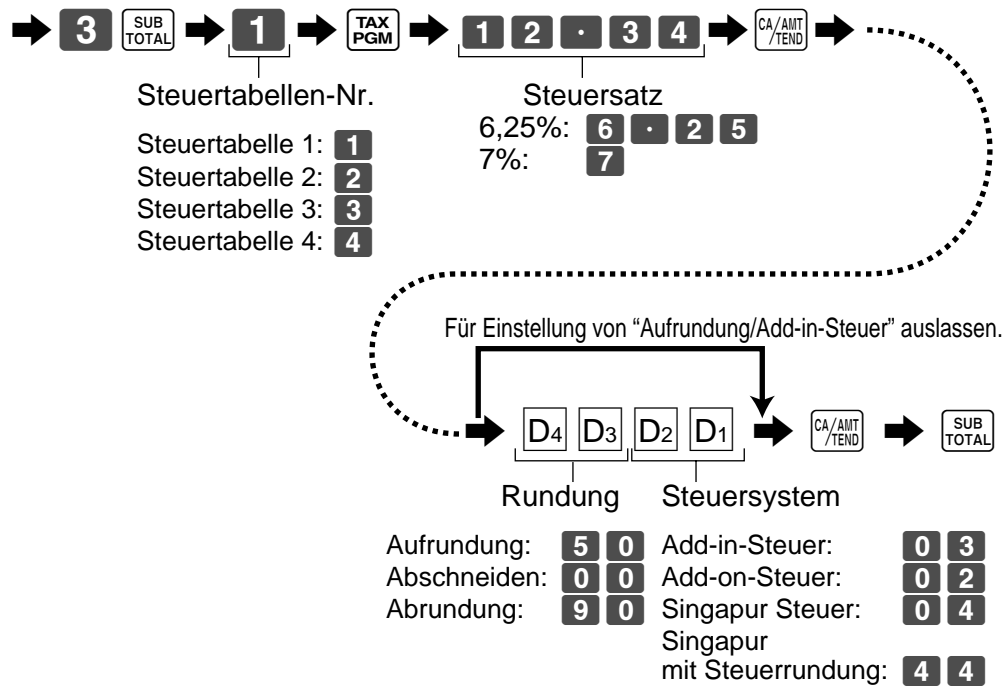 3 SUB TOTAL 1 TAX PGM 1 2 · 3 4 CA/AMT /TEND
Steuertabellen-Nr.
Steuertabelle 1: 1
Steuertabelle 2: 2
Steuertabelle 3: 3
Steuertabelle 4: 4
Steuersatz
6,25%: 6 · 2 5
7%: 7
Für Einstellung von “Aufrundung/Add-in-Steuer” auslassen.
D4 D3 D2 D1 CA/AMT /TEND SUB TOTAL
Rundung
Aufrundung: 5 0
Abschneiden: 0 0
Abrundung: 9 0
Steuersystem
Add-in-Steuer: 0 3
Add-on-Steuer: 0 2
Singapur Steuer: 0 4
Singapur
mit Steuerrundung: 4 4